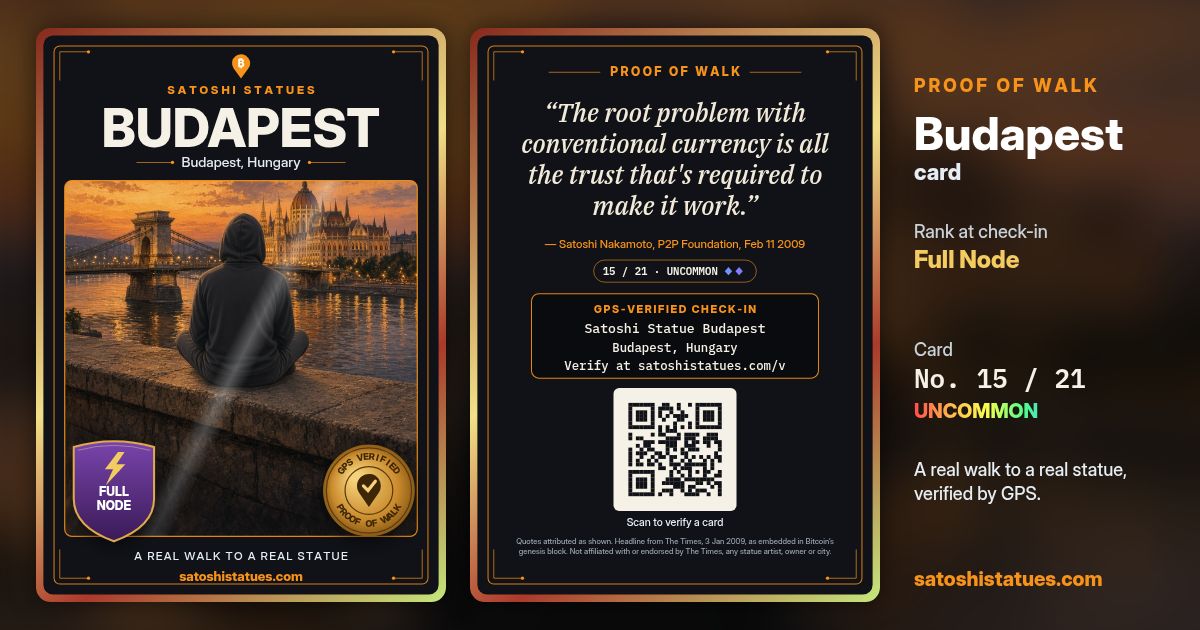 SATOSHI STATUES
BUDAPEST
Budapest, Hungary
FULL
NODE
GPS VERIFIED
PROOF OF WALK
A REAL WALK TO A REAL STATUE
satoshistatues.com
PROOF OF WALK
“The root problem with
conventional currency is all
the trust that's required to
make it work.”
— Satoshi Nakamoto, P2P Foundation, Feb 11 2009
15 / 21 · UNCOMMON
GPS-VERIFIED CHECK-IN
Satoshi Statue Budapest
Budapest, Hungary
Verify at satoshistatues.com/v
Scan to verify a card
Quotes attributed as shown. Headline from The Times, 3 Jan 2009, as embedded in Bitcoin's
genesis block. Not affiliated with or endorsed by The Times, any statue artist, owner or city.
PROOF OF WALK
Budapest
card
Rank at check-in
Full Node
Card
No. 15 / 21
UNCOMMON
A real walk to a real statue,
verified by GPS.
satoshistatues.com